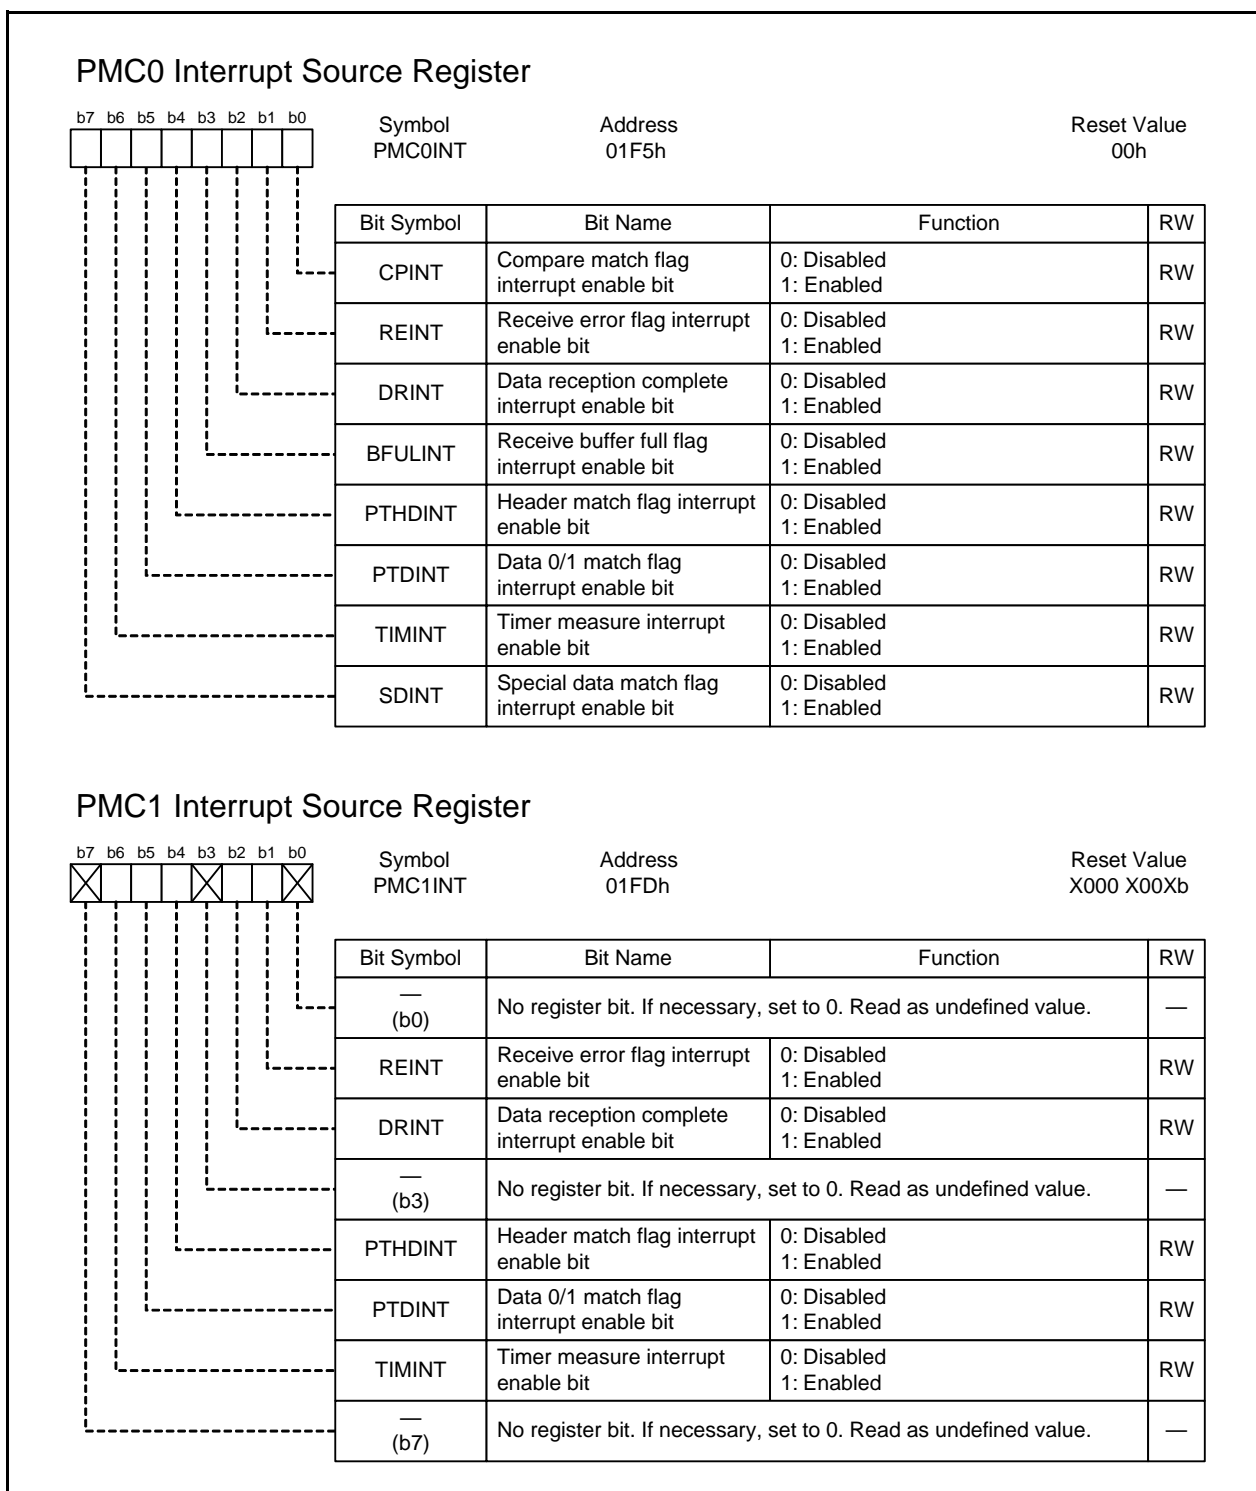 PMC0 Interrupt Source Register
b7 b6 b5 b4 b3 b2 b1 b0
Symbol Address Reset Value
PMC0INT 01F5h 00h
Bit Symbol Bit Name Function RW
CPINT Compare match flag interrupt enable bit 0: Disabled 1: Enabled RW
REINT Receive error flag interrupt enable bit 0: Disabled 1: Enabled RW
DRINT Data reception complete interrupt enable bit 0: Disabled 1: Enabled RW
BFULINT Receive buffer full flag interrupt enable bit 0: Disabled 1: Enabled RW
PTHDINT Header match flag interrupt enable bit 0: Disabled 1: Enabled RW
PTDINT Data 0/1 match flag interrupt enable bit 0: Disabled 1: Enabled RW
TIMINT Timer measure interrupt enable bit 0: Disabled 1: Enabled RW
SDINT Special data match flag interrupt enable bit 0: Disabled 1: Enabled RW
PMC1 Interrupt Source Register
b7 b6 b5 b4 b3 b2 b1 b0
Symbol Address Reset Value
PMC1INT 01FDh X000 X00Xb
Bit Symbol Bit Name Function RW
— (b0) No register bit. If necessary, set to 0. Read as undefined value. —
REINT Receive error flag interrupt enable bit 0: Disabled 1: Enabled RW
DRINT Data reception complete interrupt enable bit 0: Disabled 1: Enabled RW
— (b3) No register bit. If necessary, set to 0. Read as undefined value. —
PTHDINT Header match flag interrupt enable bit 0: Disabled 1: Enabled RW
PTDINT Data 0/1 match flag interrupt enable bit 0: Disabled 1: Enabled RW
TIMINT Timer measure interrupt enable bit 0: Disabled 1: Enabled RW
— (b7) No register bit. If necessary, set to 0. Read as undefined value. —